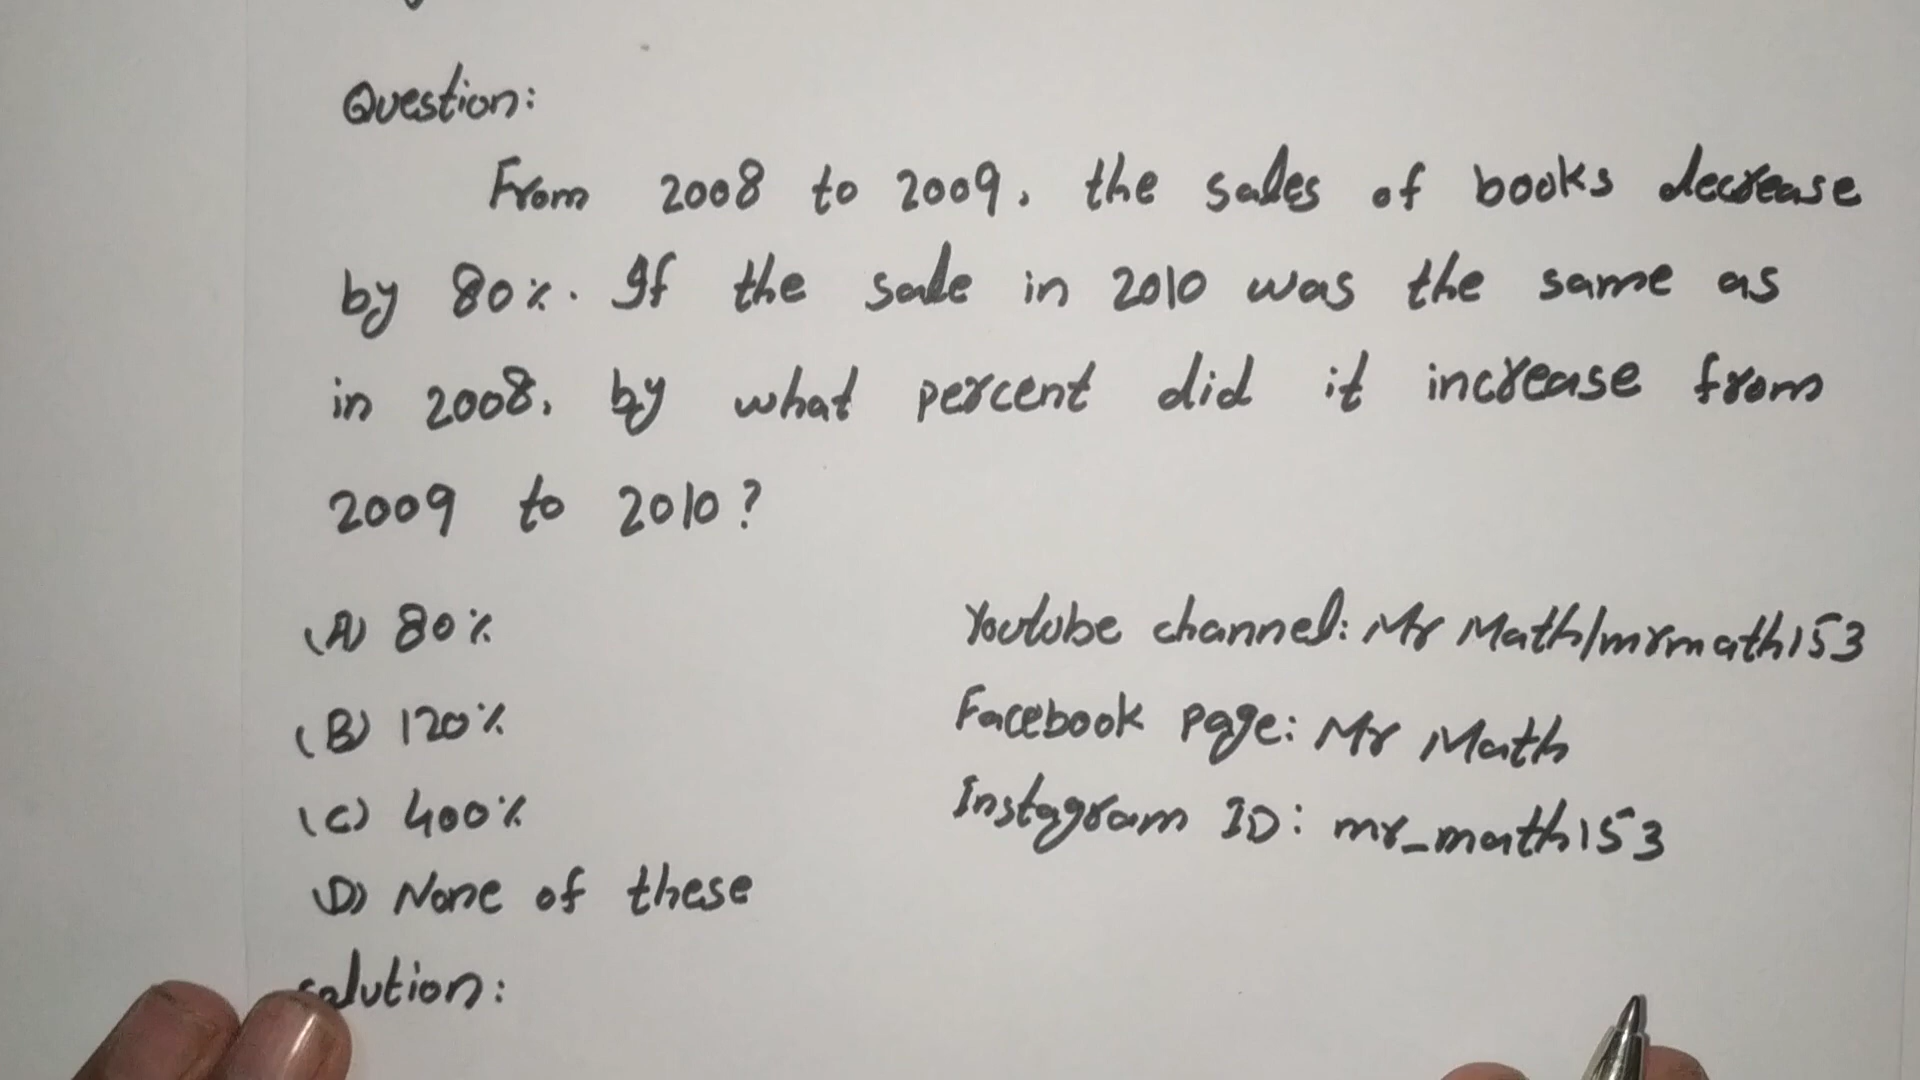 Question:
From 2008 to 2009, the sales of books decrease
by 80%. If the sale in 2010 was the same as
in 2008, by what percent did it increase from
2009 to 2010?
(A) 80%
(B) 120%
(C) 400%
(D) None of these
Youtube channel: Mr Math/mrmath153
Facebook page: Mr Math
Instagram ID: mr_math153
solution: